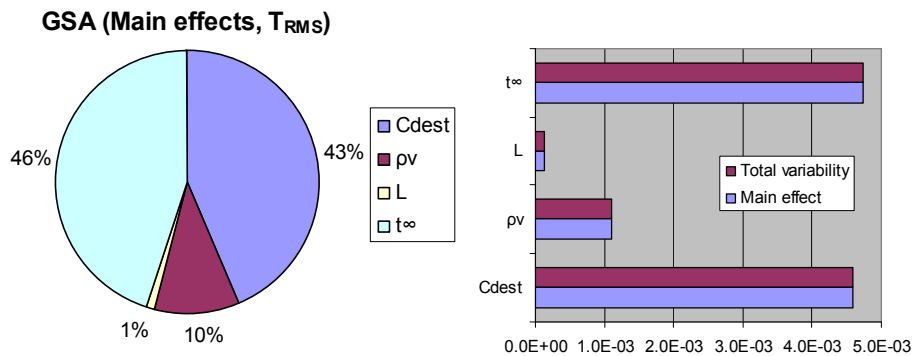 GSA (Main effects, TRMS)
43%
10%
1%
46%
Cdest
ρv
L
t∞
t∞
L
ρv
Cdest
Total variability
Main effect
0.0E+00 1.0E-03 2.0E-03 3.0E-03 4.0E-03 5.0E-03